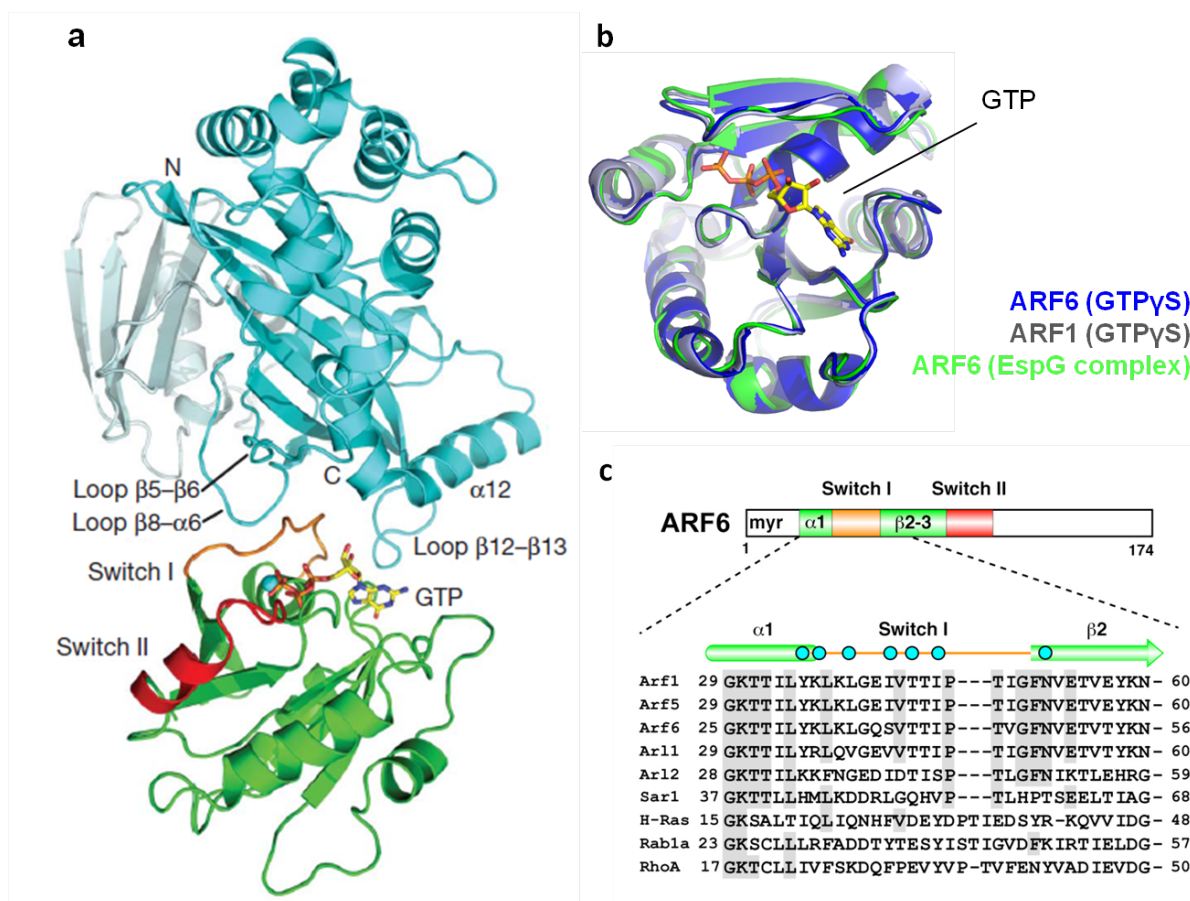 a
N
Loop β5–β6
Loop β8–α6
C
α12
Loop β12–β13
Switch I
GTP
Switch II
b
GTP
ARF6 (GTPγS)
ARF1 (GTPγS)
ARF6 (EspG complex)
c
Switch I Switch II
ARF6 myr α1 β2-3
1 174
α1 Switch I β2
Arf1 29 GKTTILYKLKLGEIVTTIP---TIGFNVETVEYKN- 60
Arf5 29 GKTTILYKLKLGEIVTTIP---TIGFNVETVEYKN- 60
Arf6 25 GKTTILYKLKLGQSVTTIP---TVGFNVETVTYKN- 56
Arl1 29 GKTTILYRLQVGEVVTTIP---TIGFNVETVTYKN- 60
Arl2 28 GKTTILKKFNGEDIDTISP---TLGFNIKTLEHRG- 59
Sar1 37 GKTTLLHMLKDDRLGQHVP---TLHPTSEELTIAG- 68
H-Ras 15 GKSALTIQLIQNHFVDEYDPTIEDSYR-KQVVIDG- 48
Rab1a 23 GKSCLLLRFADDTYTESYISTIGVDFKIRTIELDG- 57
RhoA 17 GKTCLLIVFSKDQFPEVYVP-TVFENYVADIEVDG- 50